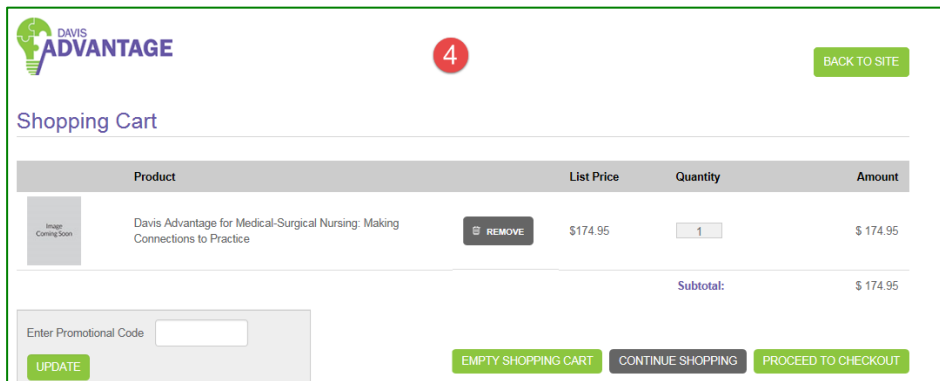 DAVIS
ADVANTAGE
4
BACK TO SITE
Shopping Cart
Product List Price Quantity Amount
Image
Coming Soon
Davis Advantage for Medical-Surgical Nursing: Making
Connections to Practice
REMOVE $174.95 1 $ 174.95
Subtotal: $ 174.95
Enter Promotional Code
UPDATE
EMPTY SHOPPING CART CONTINUE SHOPPING PROCEED TO CHECKOUT